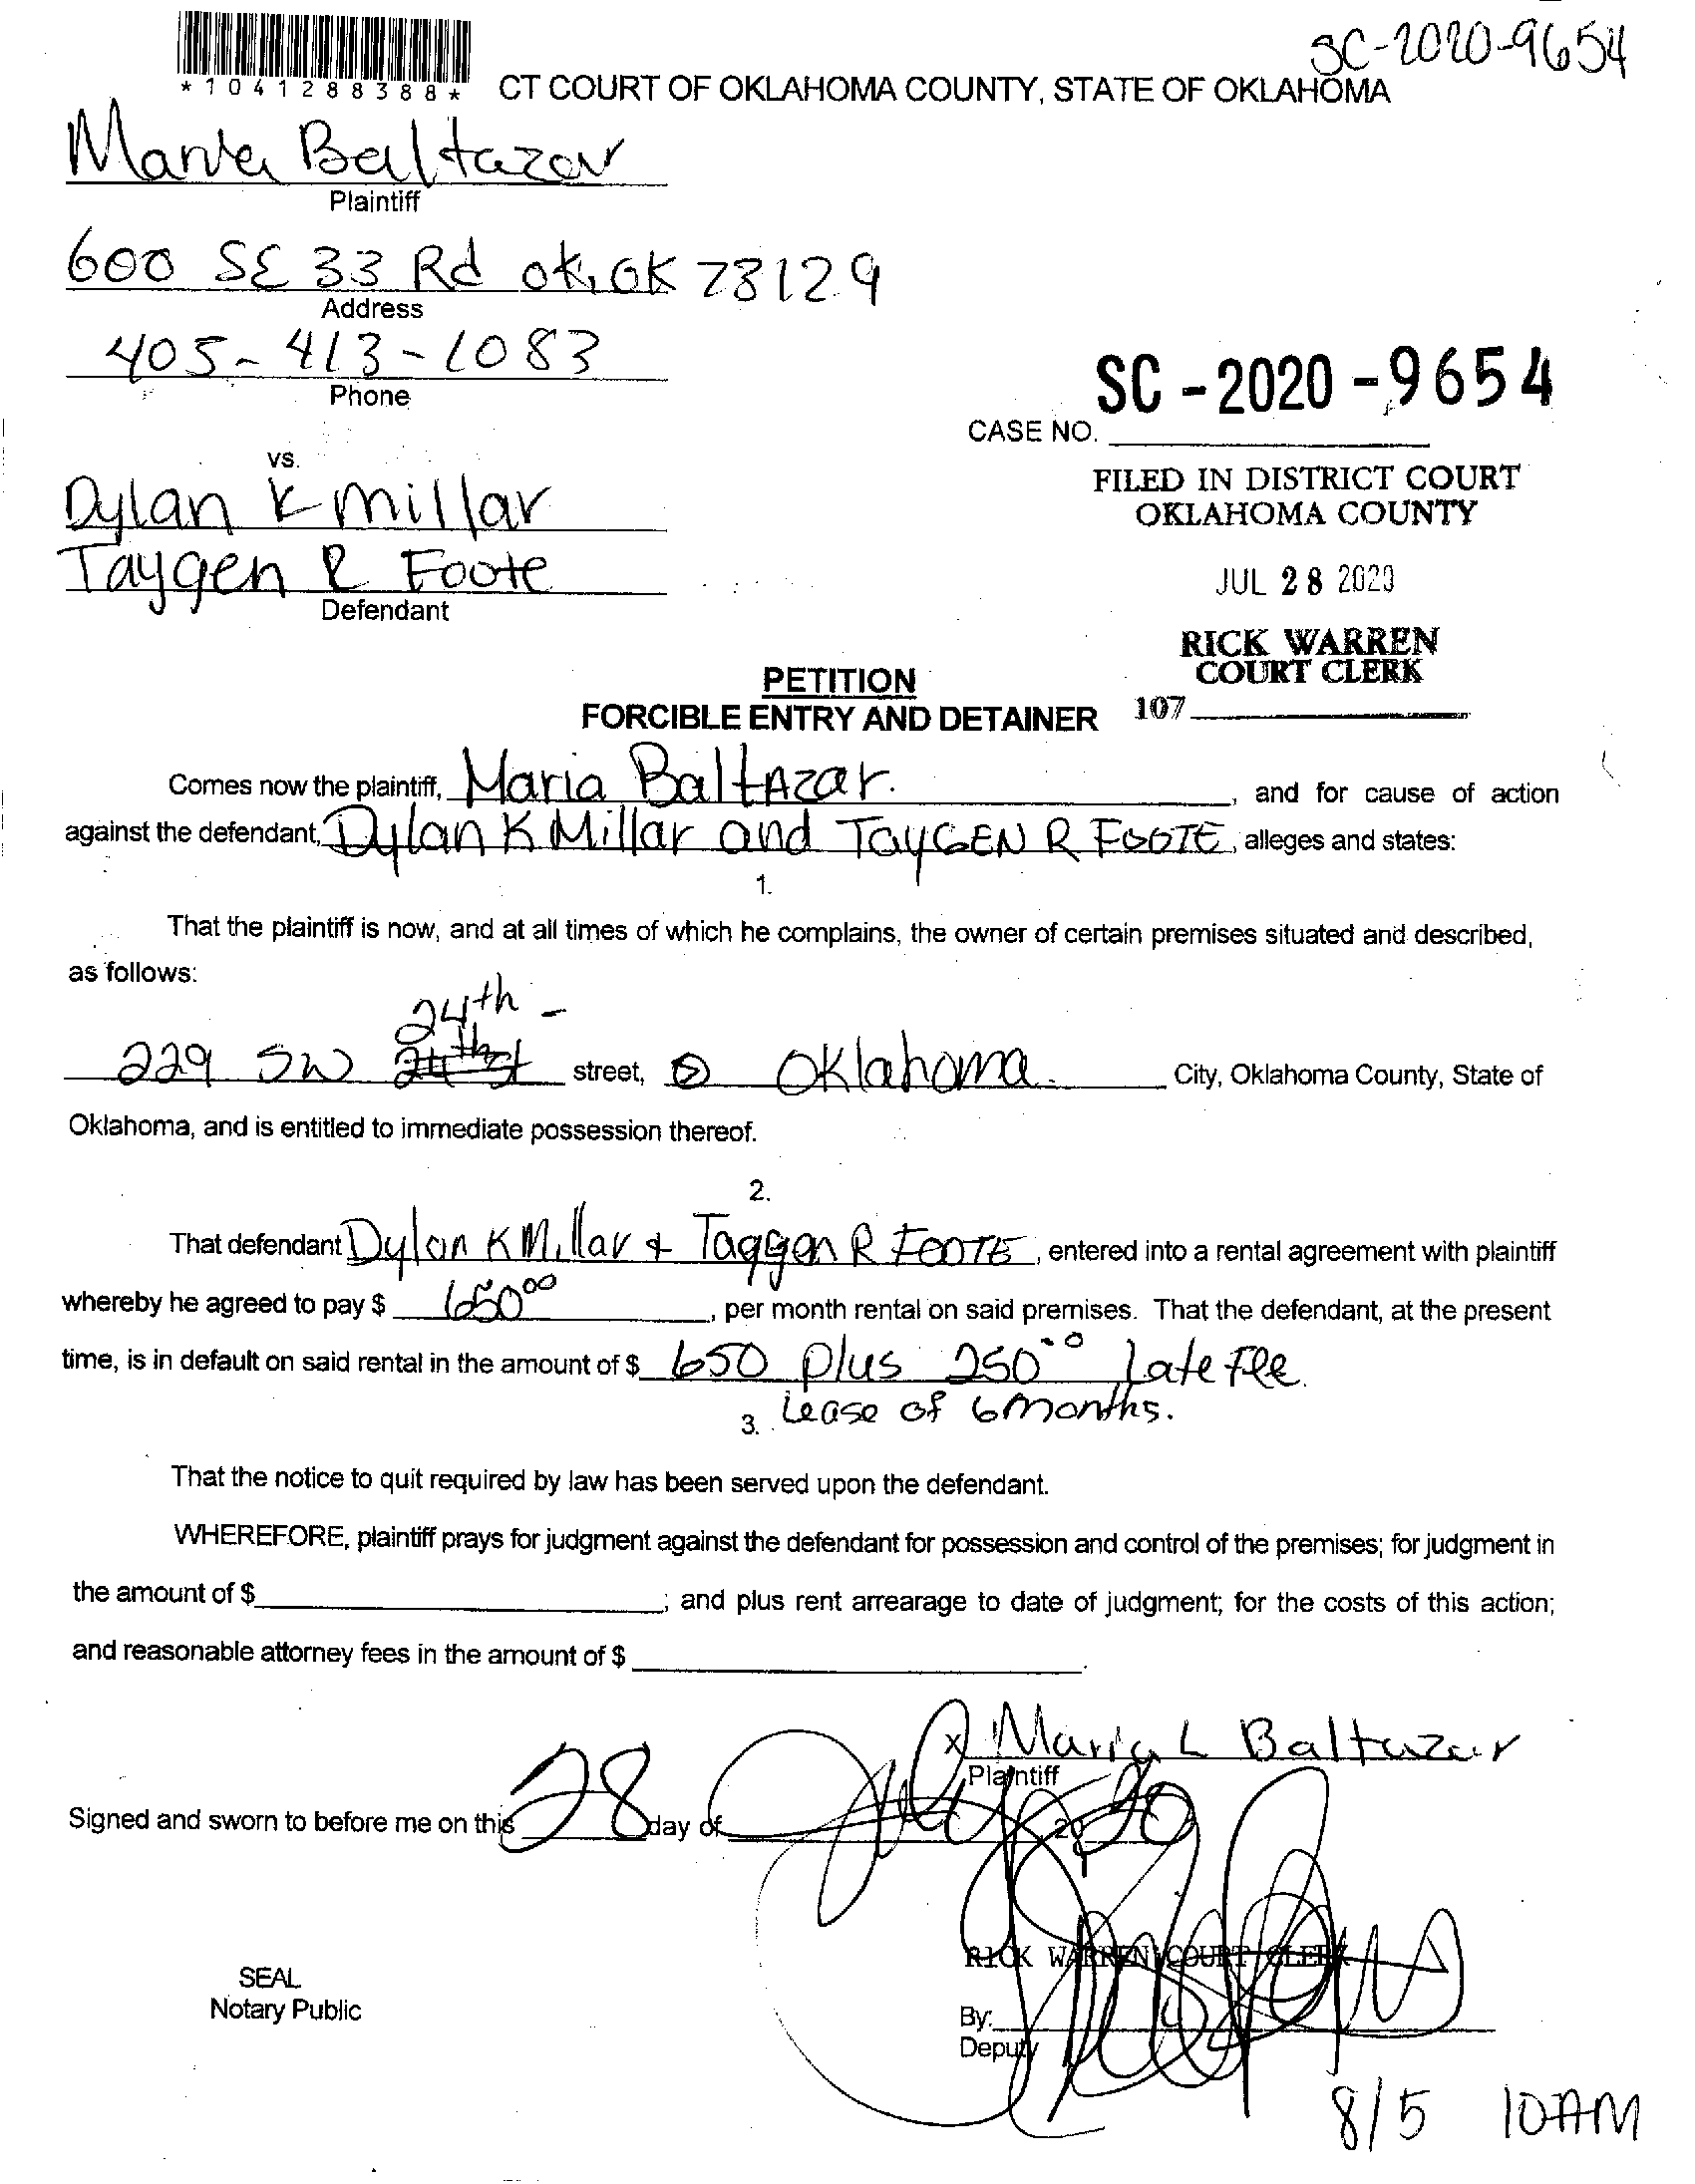 SC-2020-9654
*1041288388*
CT COURT OF OKLAHOMA COUNTY, STATE OF OKLAHOMA
Maria Baltazar
Plaintiff
600 SE 33 Rd OK, OK 73129
Address
405-413-1083
Phone
SC-2020-9654
CASE NO.
vs.
FILED IN DISTRICT COURT
OKLAHOMA COUNTY
Dylan K Millar
Taygen R Foote
Defendant
JUL 28 2020
RICK WARREN
COURT CLERK
107
PETITION
FORCIBLE ENTRY AND DETAINER
Comes now the plaintiff, Maria BaltAzar. , and for cause of action
against the defendant, Dylan K Millar and TayGEN R FOOTE, alleges and states:
1.
That the plaintiff is now, and at all times of which he complains, the owner of certain premises situated and described,
as follows:
24th -
229 SW 24th st street, Oklahoma. City, Oklahoma County, State of
Oklahoma, and is entitled to immediate possession thereof.
2.
That defendant Dylan K Millar + Taygen R FOOTE, entered into a rental agreement with plaintiff
whereby he agreed to pay $ 650.00, per month rental on said premises. That the defendant, at the present
time, is in default on said rental in the amount of $ 650 plus 250.00 Late Fee.
3. Lease of 6 months.
That the notice to quit required by law has been served upon the defendant.
WHEREFORE, plaintiff prays for judgment against the defendant for possession and control of the premises; for judgment in
the amount of $ ; and plus rent arrearage to date of judgment; for the costs of this action;
and reasonable attorney fees in the amount of $ .
X Maria L Baltazar
Plaintiff
Signed and sworn to before me on this 28 day of July 2020
RICK WARREN COURT CLERK
SEAL
Notary Public
By:
Deputy
8/5 10AM